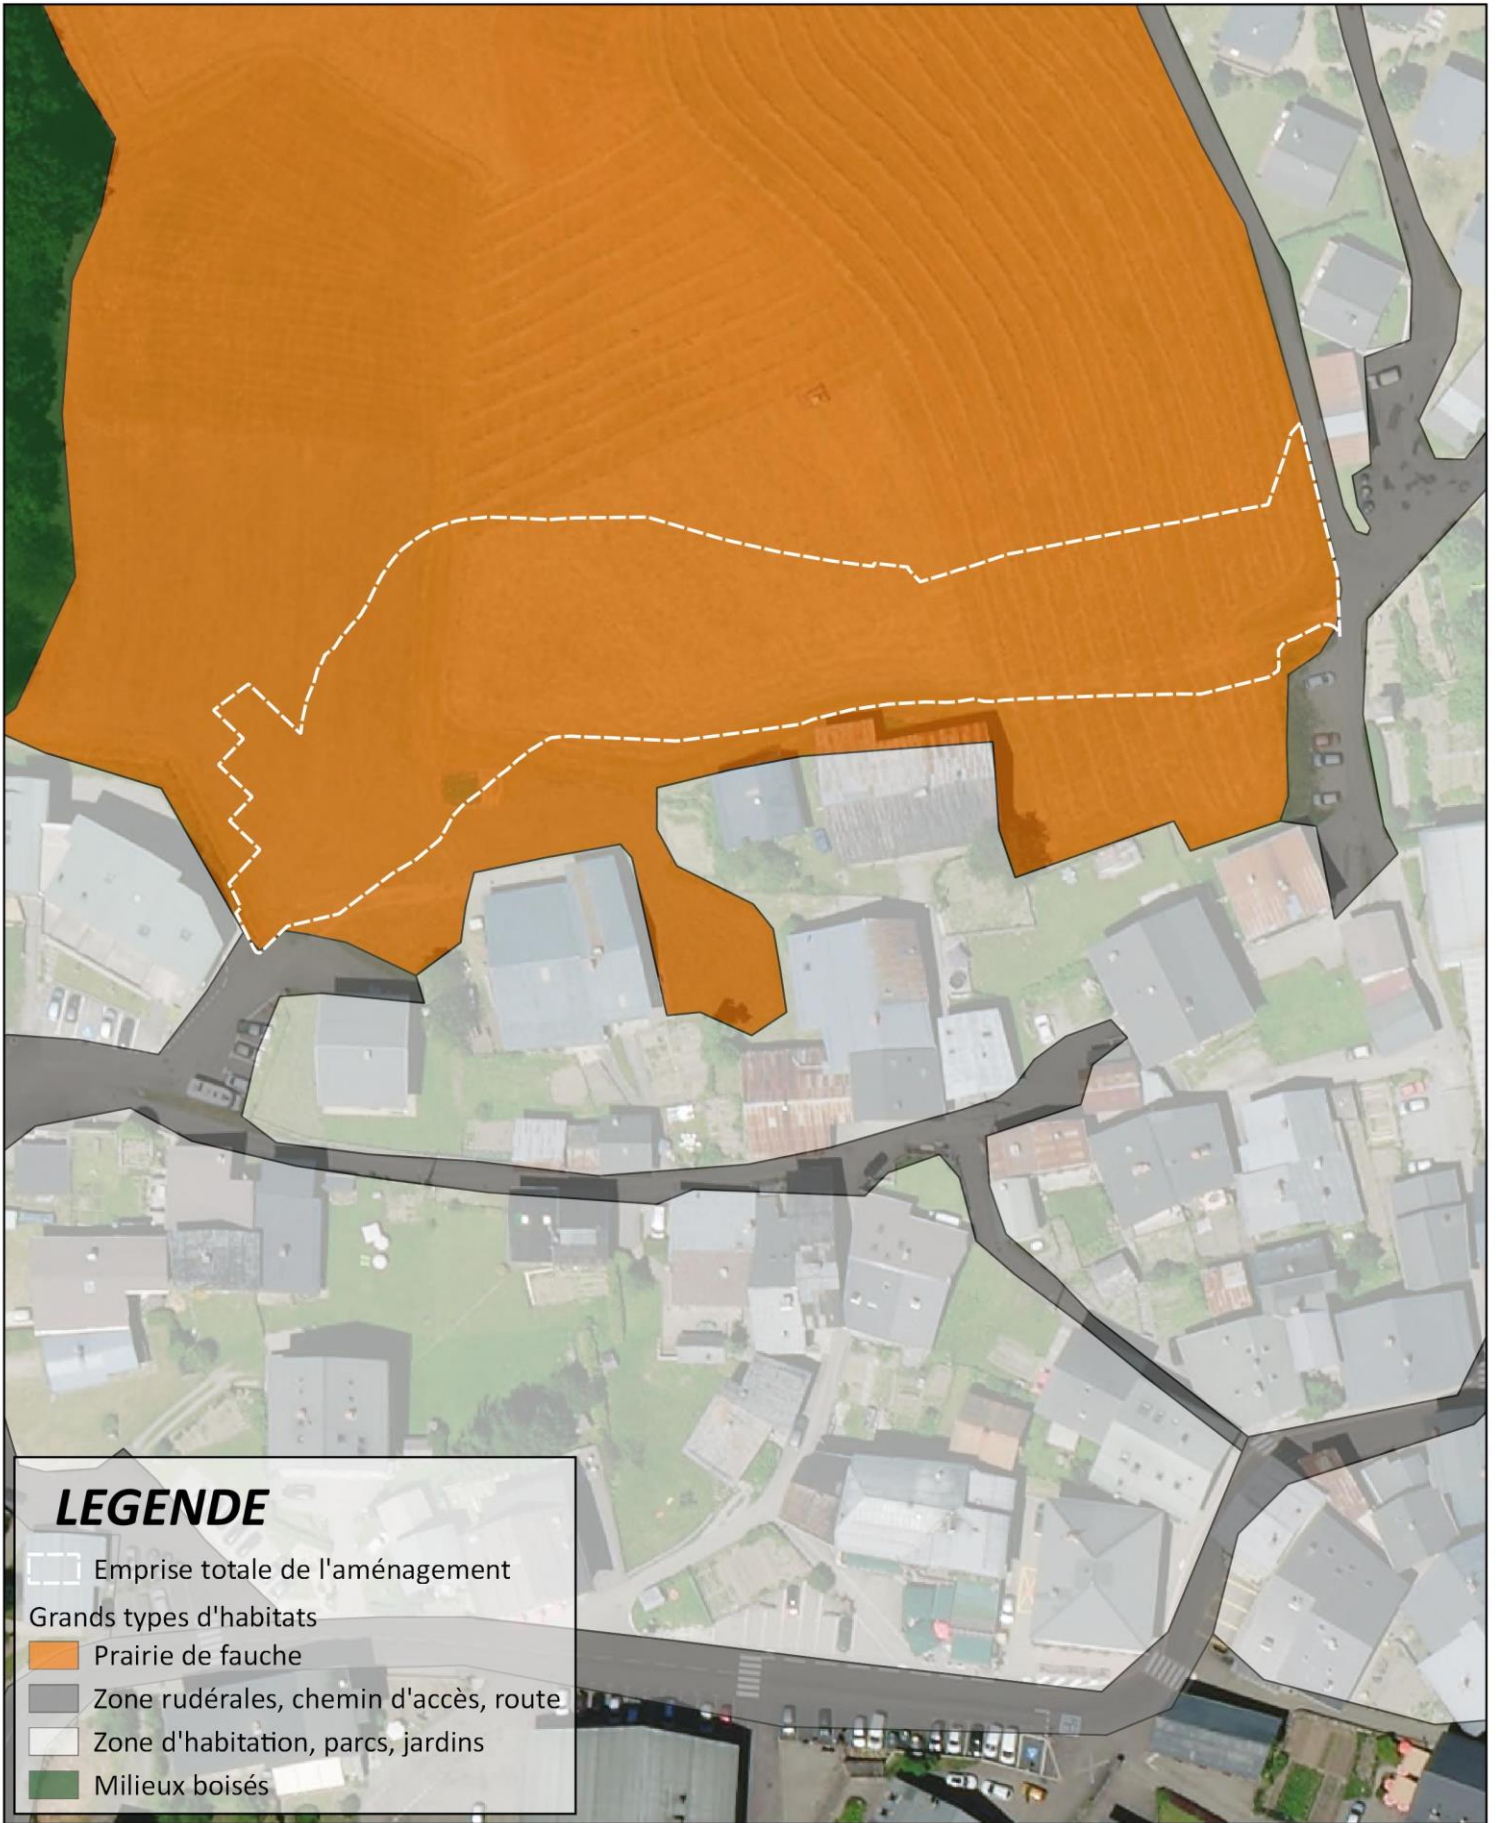 LEGENDE
Emprise totale de l'aménagement
Grands types d'habitats
Prairie de fauche
Zone rudérales, chemin d'accès, route
Zone d'habitation, parcs, jardins
Milieux boisés